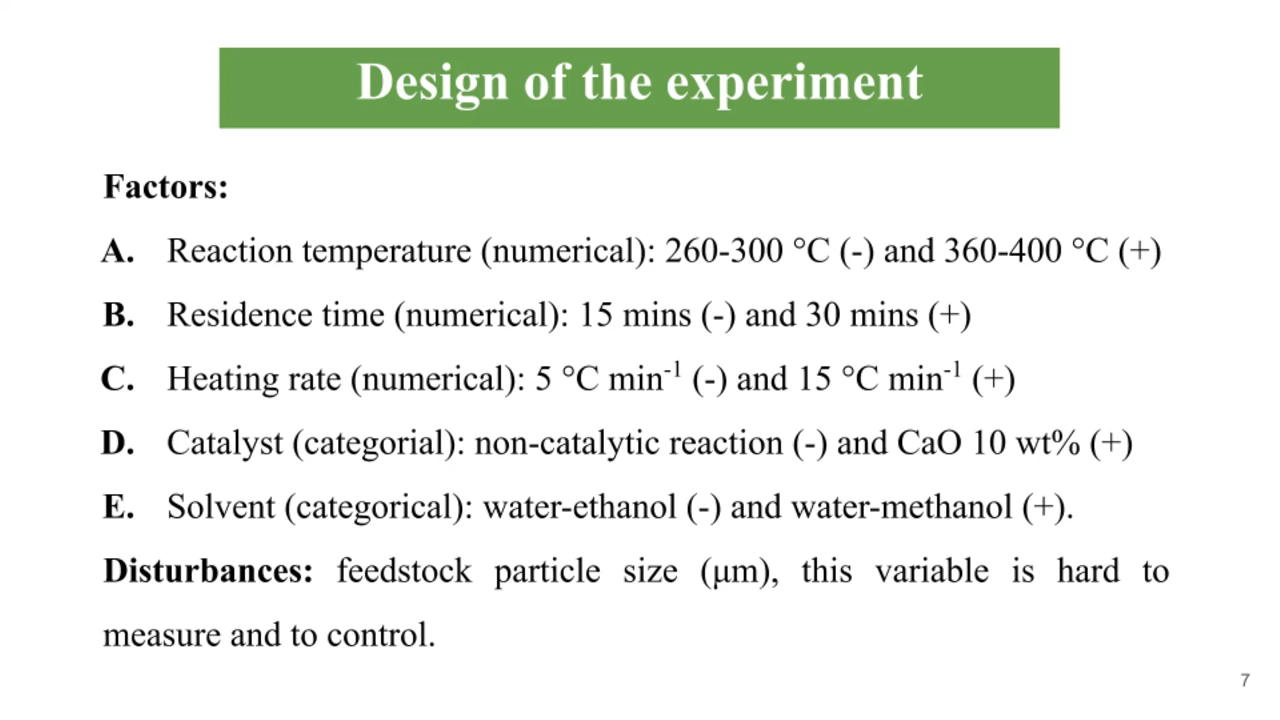 Design of the experiment
Factors:
A. Reaction temperature (numerical): 260-300 °C (-) and 360-400 °C (+)
B. Residence time (numerical): 15 mins (-) and 30 mins (+)
C. Heating rate (numerical): 5 °C min⁻¹ (-) and 15 °C min⁻¹ (+)
D. Catalyst (categorial): non-catalytic reaction (-) and CaO 10 wt% (+)
E. Solvent (categorical): water-ethanol (-) and water-methanol (+).
Disturbances: feedstock particle size (μm), this variable is hard to
measure and to control.
7